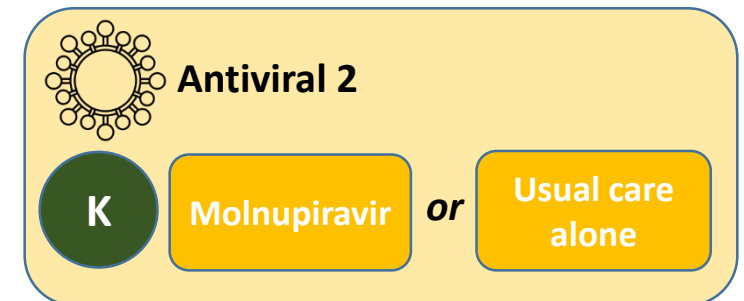 Antiviral 2
K
Molnupiravir
or
Usual care
alone